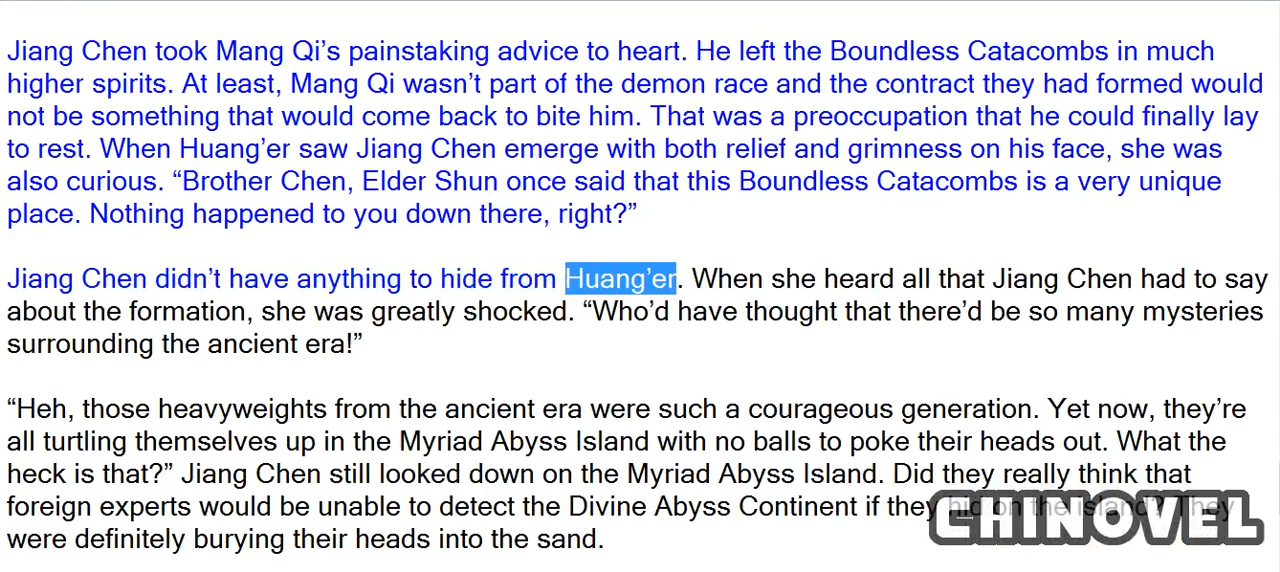 Jiang Chen took Mang Qi’s painstaking advice to heart. He left the Boundless Catacombs in much
higher spirits. At least, Mang Qi wasn’t part of the demon race and the contract they had formed would
not be something that would come back to bite him. That was a preoccupation that he could finally lay
to rest. When Huang’er saw Jiang Chen emerge with both relief and grimness on his face, she was
also curious. “Brother Chen, Elder Shun once said that this Boundless Catacombs is a very unique
place. Nothing happened to you down there, right?”
Jiang Chen didn’t have anything to hide from Huang’er. When she heard all that Jiang Chen had to say
about the formation, she was greatly shocked. “Who’d have thought that there’d be so many mysteries
surrounding the ancient era!”
“Heh, those heavyweights from the ancient era were such a courageous generation. Yet now, they’re
all turtling themselves up in the Myriad Abyss Island with no balls to poke their heads out. What the
heck is that?” Jiang Chen still looked down on the Myriad Abyss Island. Did they really think that
foreign experts would be unable to detect the Divine Abyss Continent if they hid on the island? They
were definitely burying their heads into the sand.
CHINOVEL